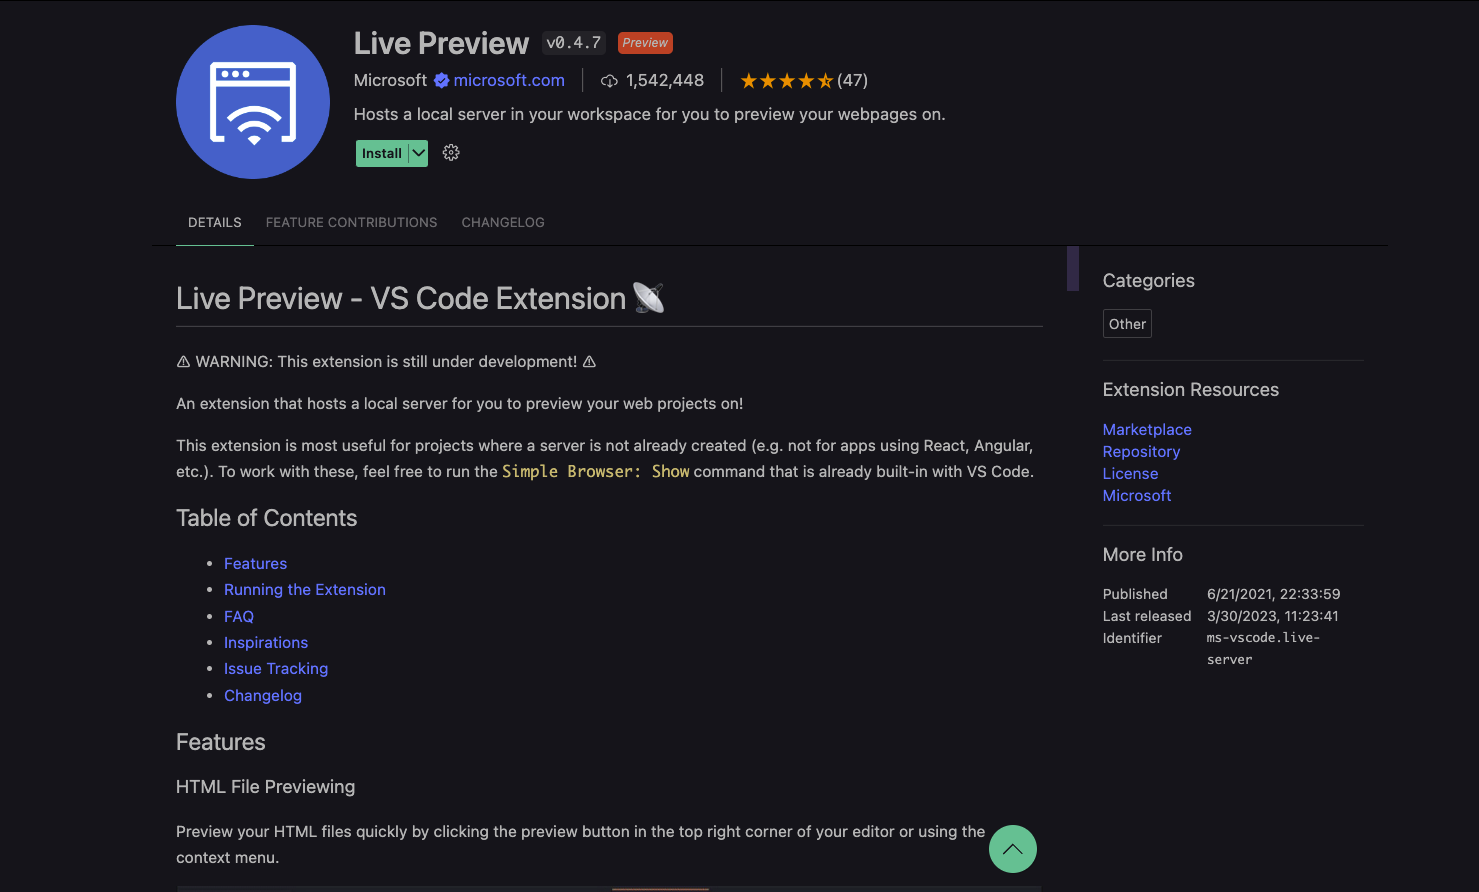 Live Preview v0.4.7 Preview
Microsoft microsoft.com 1,542,448 (47)
Hosts a local server in your workspace for you to preview your webpages on.
Install
DETAILS FEATURE CONTRIBUTIONS CHANGELOG
Live Preview - VS Code Extension 📡
⚠ WARNING: This extension is still under development! ⚠
An extension that hosts a local server for you to preview your web projects on!
This extension is most useful for projects where a server is not already created (e.g. not for apps using React, Angular,
etc.). To work with these, feel free to run the Simple Browser: Show command that is already built-in with VS Code.
Table of Contents
• Features
• Running the Extension
• FAQ
• Inspirations
• Issue Tracking
• Changelog
Features
HTML File Previewing
Preview your HTML files quickly by clicking the preview button in the top right corner of your editor or using the
context menu.
Categories
Other
Extension Resources
Marketplace
Repository
License
Microsoft
More Info
Published 6/21/2021, 22:33:59
Last released 3/30/2023, 11:23:41
Identifier ms-vscode.live-
server